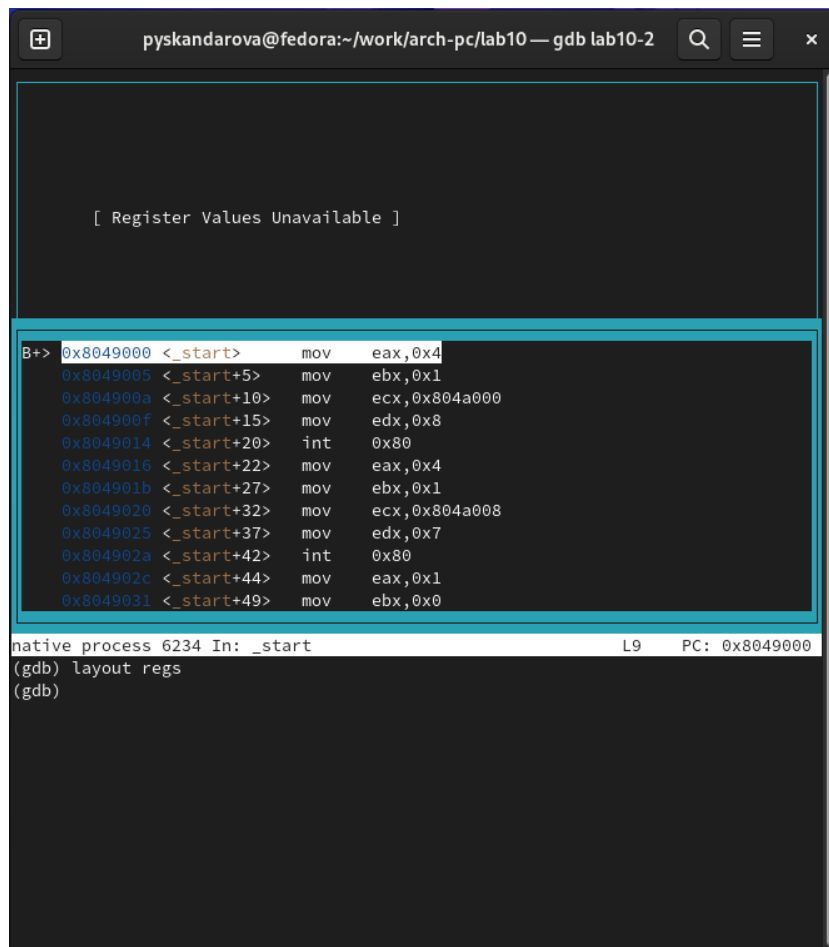 pyskandarova@fedora:~/work/arch-pc/lab10 — gdb lab10-2
[ Register Values Unavailable ]
B+> 0x8049000 <_start> mov eax,0x4
0x8049005 <_start+5> mov ebx,0x1
0x804900a <_start+10> mov ecx,0x804a000
0x804900f <_start+15> mov edx,0x8
0x8049014 <_start+20> int 0x80
0x8049016 <_start+22> mov eax,0x4
0x804901b <_start+27> mov ebx,0x1
0x8049020 <_start+32> mov ecx,0x804a008
0x8049025 <_start+37> mov edx,0x7
0x804902a <_start+42> int 0x80
0x804902c <_start+44> mov eax,0x1
0x8049031 <_start+49> mov ebx,0x0
native process 6234 In: _start L9 PC: 0x8049000
(gdb) layout regs
(gdb)